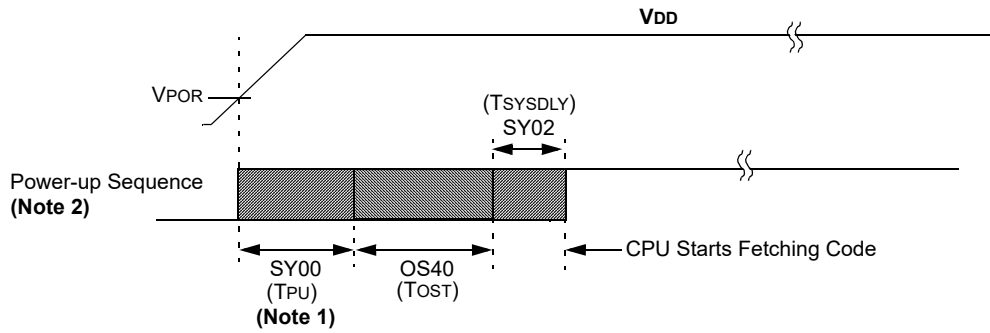 VDD
VPOR
(TSYSDLY)
SY02
Power-up Sequence
(Note 2)
CPU Starts Fetching Code
SY00
(TPU)
(Note 1)
OS40
(TOST)